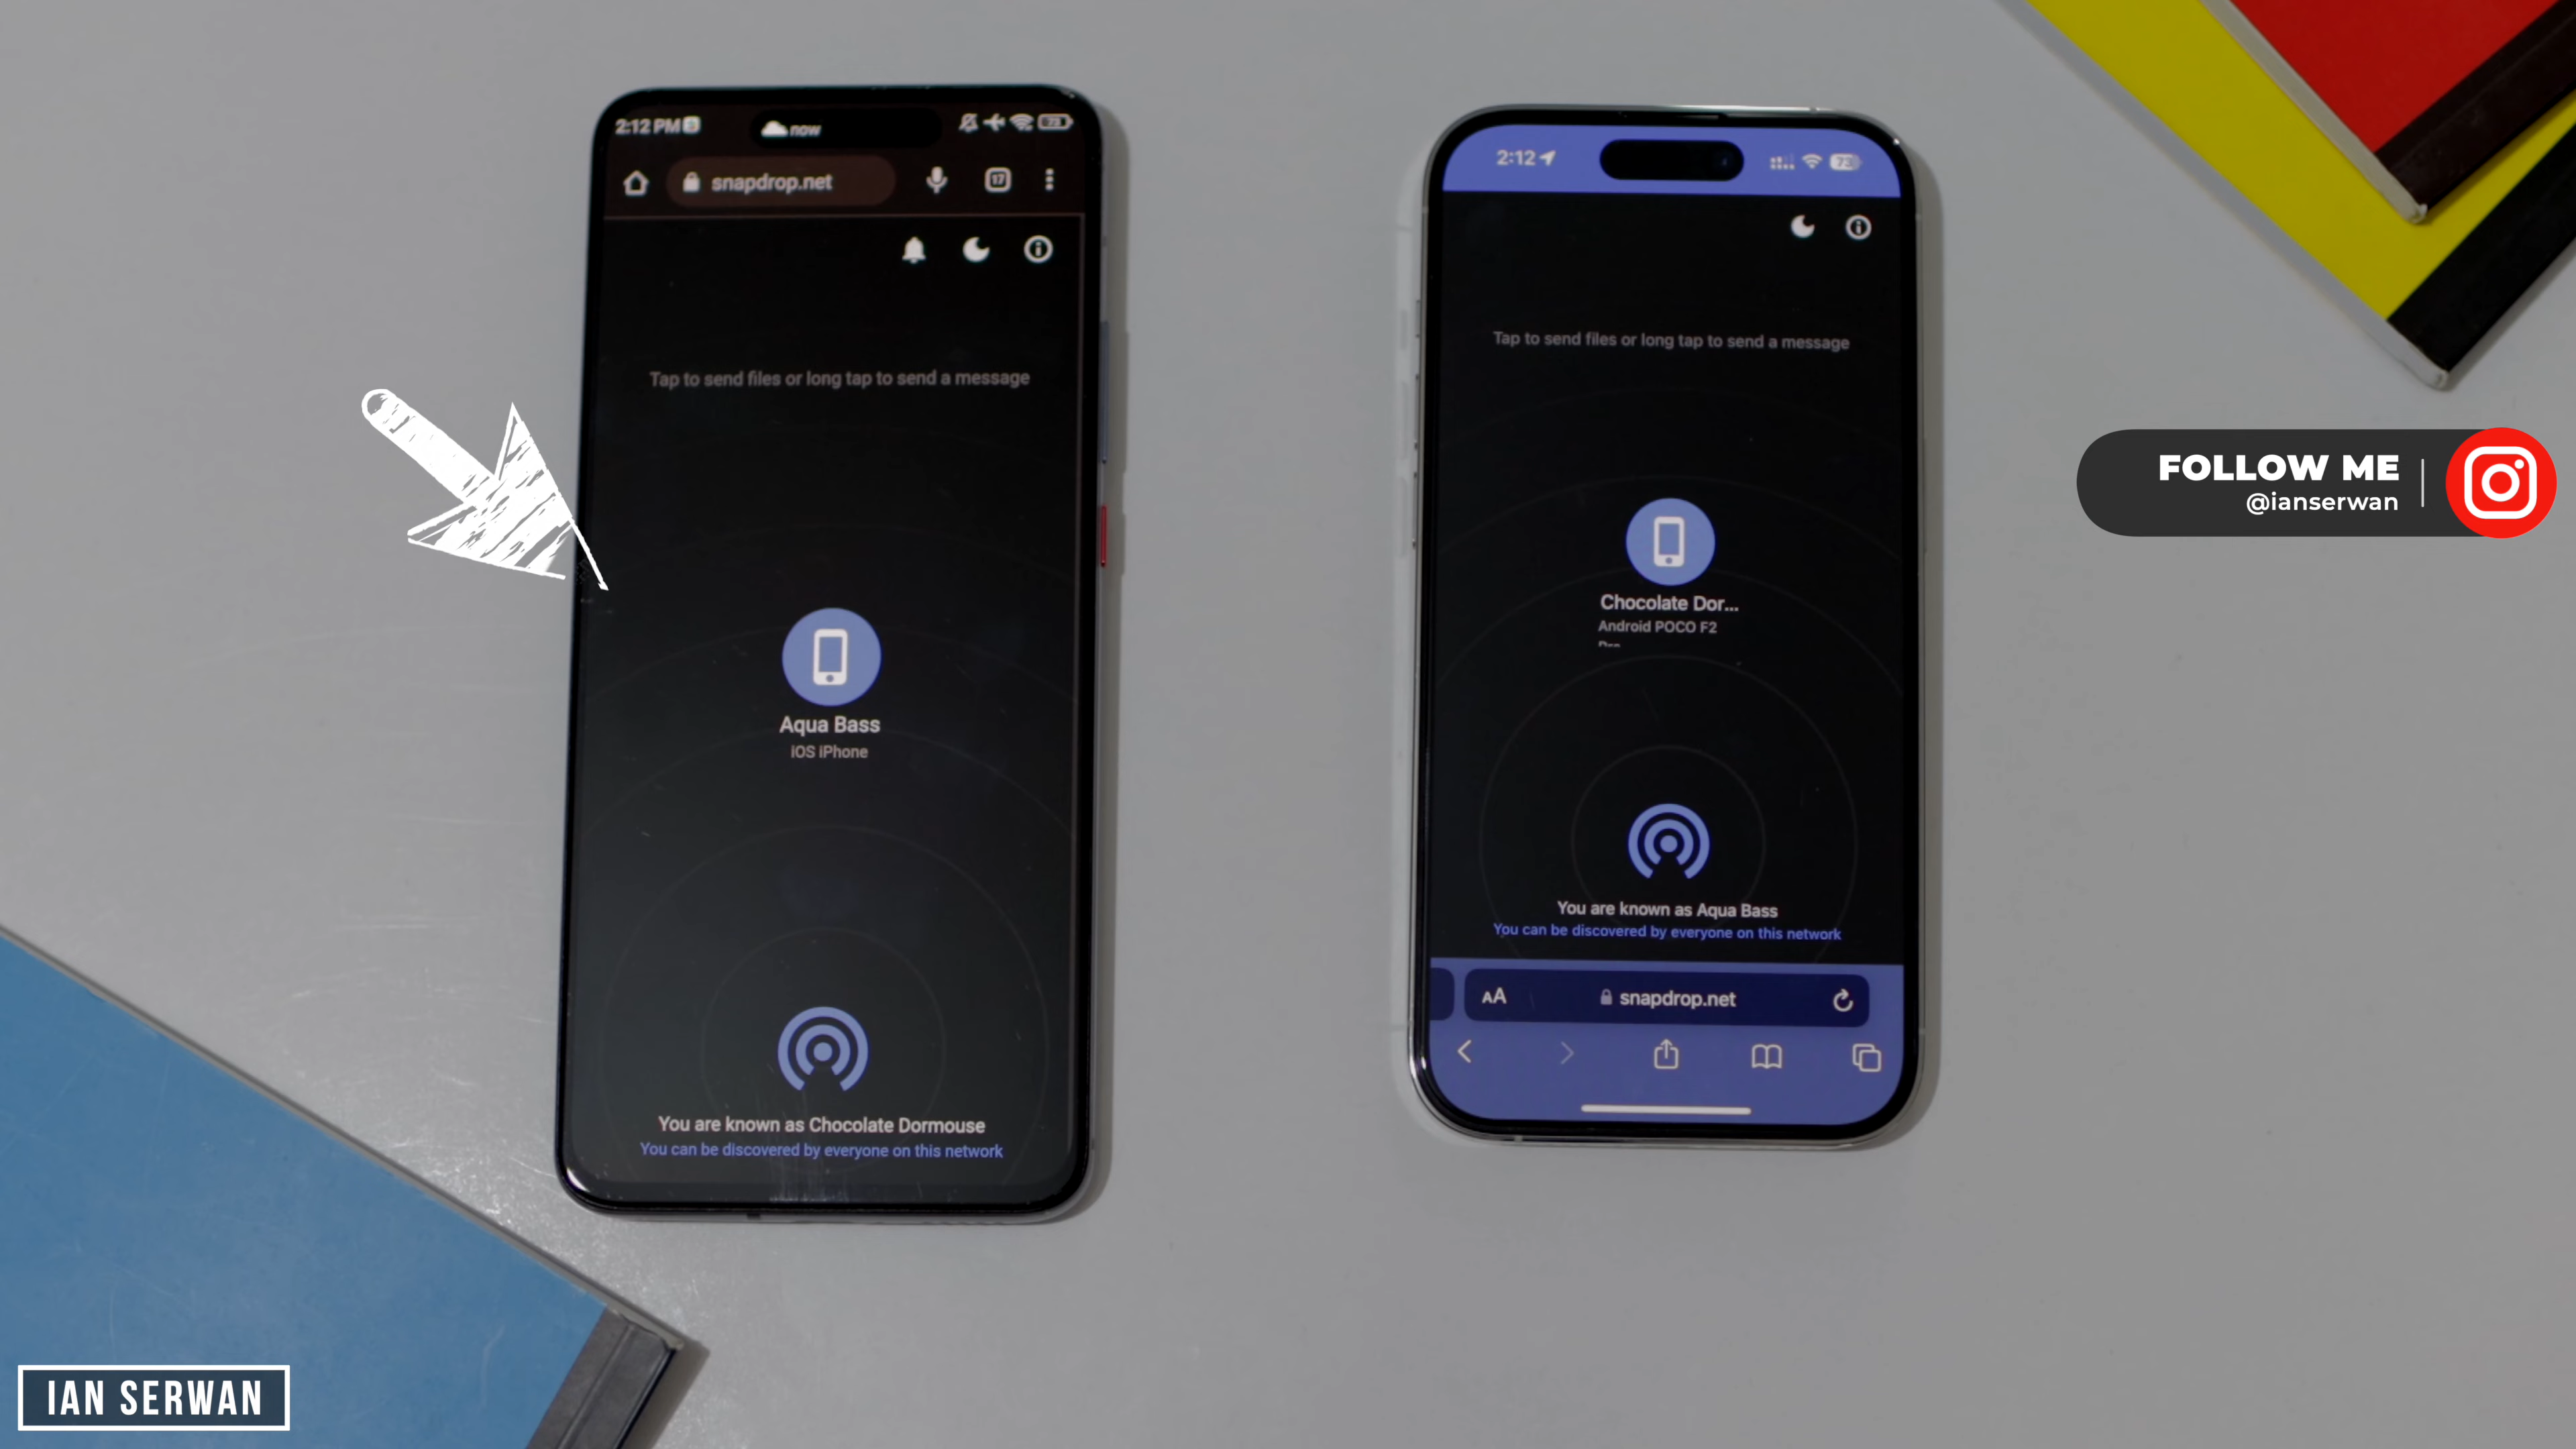 2:12 PM
now
snapdrop.net
17
Tap to send files or long tap to send a message
Aqua Bass
iOS iPhone
You are known as Chocolate Dormouse
You can be discovered by everyone on this network
2:12
73
Tap to send files or long tap to send a message
Chocolate Dor...
Android POCO F2
You are known as Aqua Bass
You can be discovered by everyone on this network
AA
snapdrop.net
FOLLOW ME
@ianserwan
IAN SERWAN